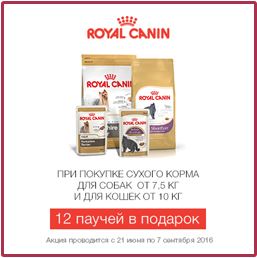 ROYAL CANIN
ПРИ ПОКУПКЕ СУХОГО КОРМА
ДЛЯ СОБАК ОТ 7,5 КГ
И ДЛЯ КОШЕК ОТ 10 КГ
12 паучей в подарок
Акция проводится с 21 июня по 7 сентября 2016